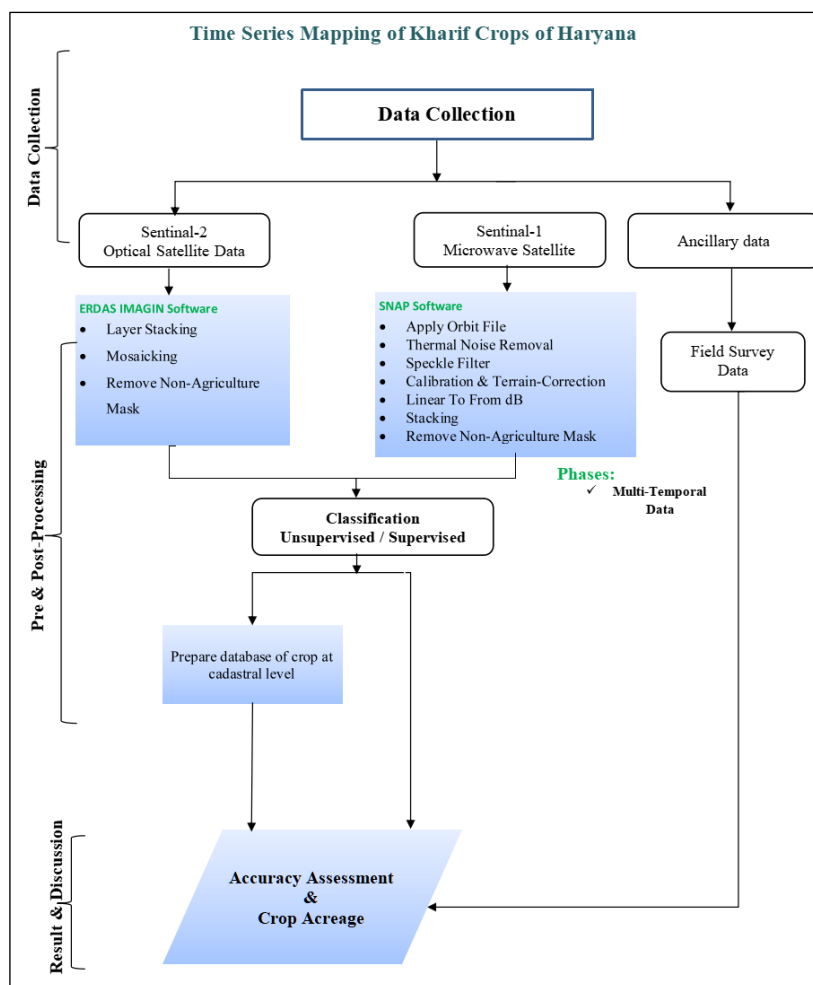 Time Series Mapping of Kharif Crops of Haryana
Data Collection
Data Collection
Sentinal-2
Optical Satellite Data
Sentinal-1
Microwave Satellite
Ancillary data
ERDAS IMAGIN Software
• Layer Stacking
• Mosaicking
• Remove Non-Agriculture
Mask
SNAP Software
• Apply Orbit File
• Thermal Noise Removal
• Speckle Filter
• Calibration & Terrain-Correction
• Linear To From dB
• Stacking
• Remove Non-Agriculture Mask
Field Survey
Data
Pre & Post-Processing
Phases:
✓ Multi-Temporal
Data
Classification
Unsupervised / Supervised
Prepare database of crop at
cadastral level
Result & Discussion
Accuracy Assessment
&
Crop Acreage